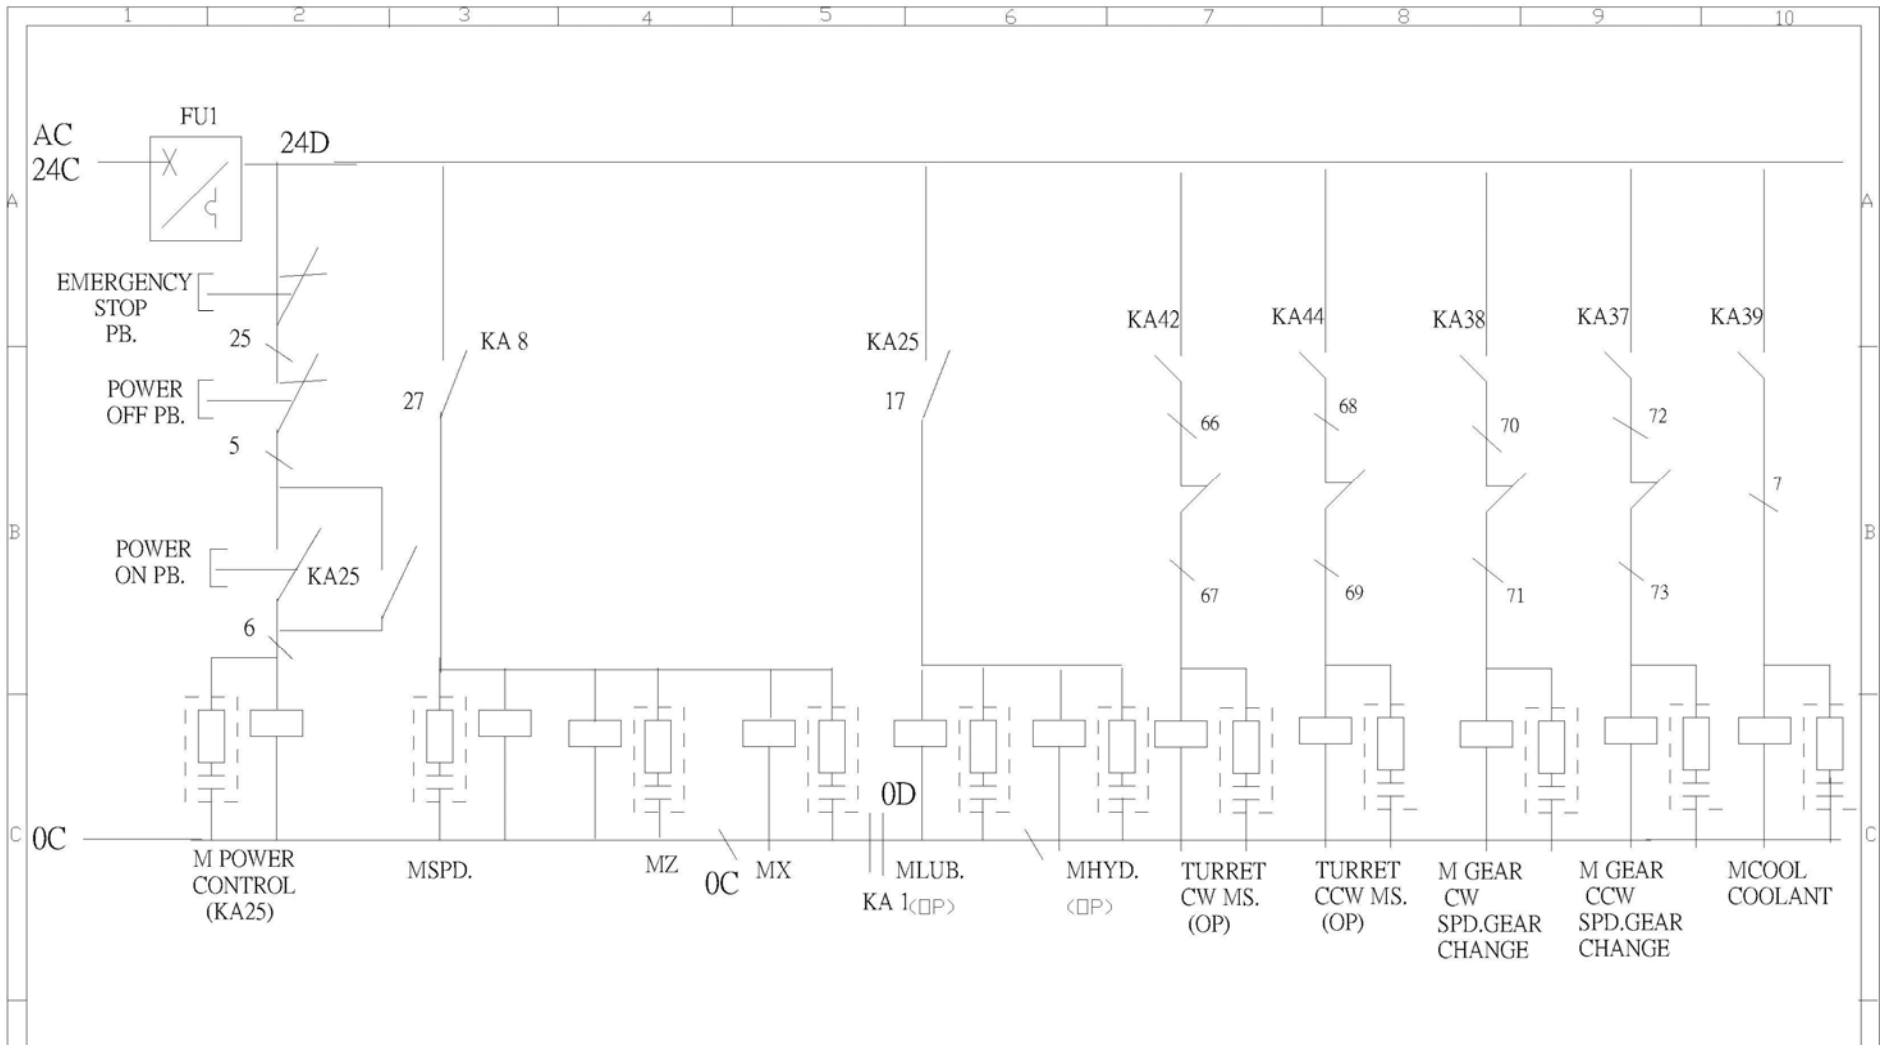 1 2 3 4 5 6 7 8 9 10
FU1
AC
24C
24D
A
A
EMERGENCY
STOP
PB.
25
KA 8
KA25
KA42
KA44
KA38
KA37
KA39
POWER
OFF PB.
5
27
17
66
68
70
72
7
B
B
POWER
ON PB.
KA25
6
67
69
71
73
0D
C
0C
C
M POWER
CONTROL
(KA25)
MSPD.
MZ
0C
MX
KA 1
MLUB.
(OP)
MHYD.
(OP)
TURRET
CW MS.
(OP)
TURRET
CCW MS.
(OP)
M GEAR
CW
SPD.GEAR
CHANGE
M GEAR
CCW
SPD.GEAR
CHANGE
MCOOL
COOLANT